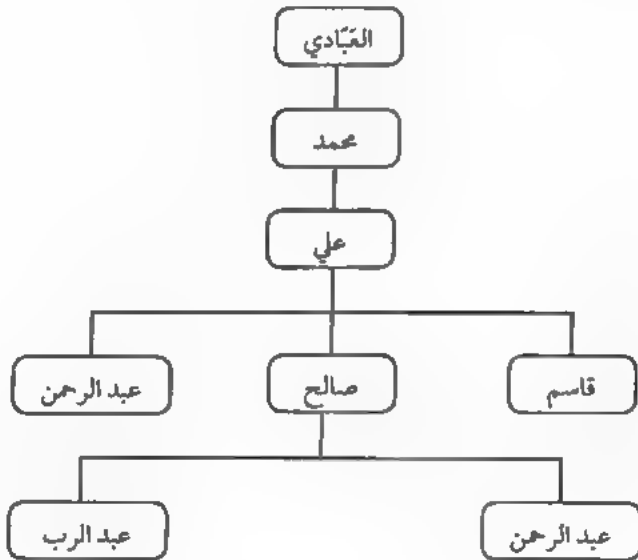 العَبَّادي
محمد
علي
قاسم
صالح
عبد الرحمن
عبد الرحمن
عبد الرب